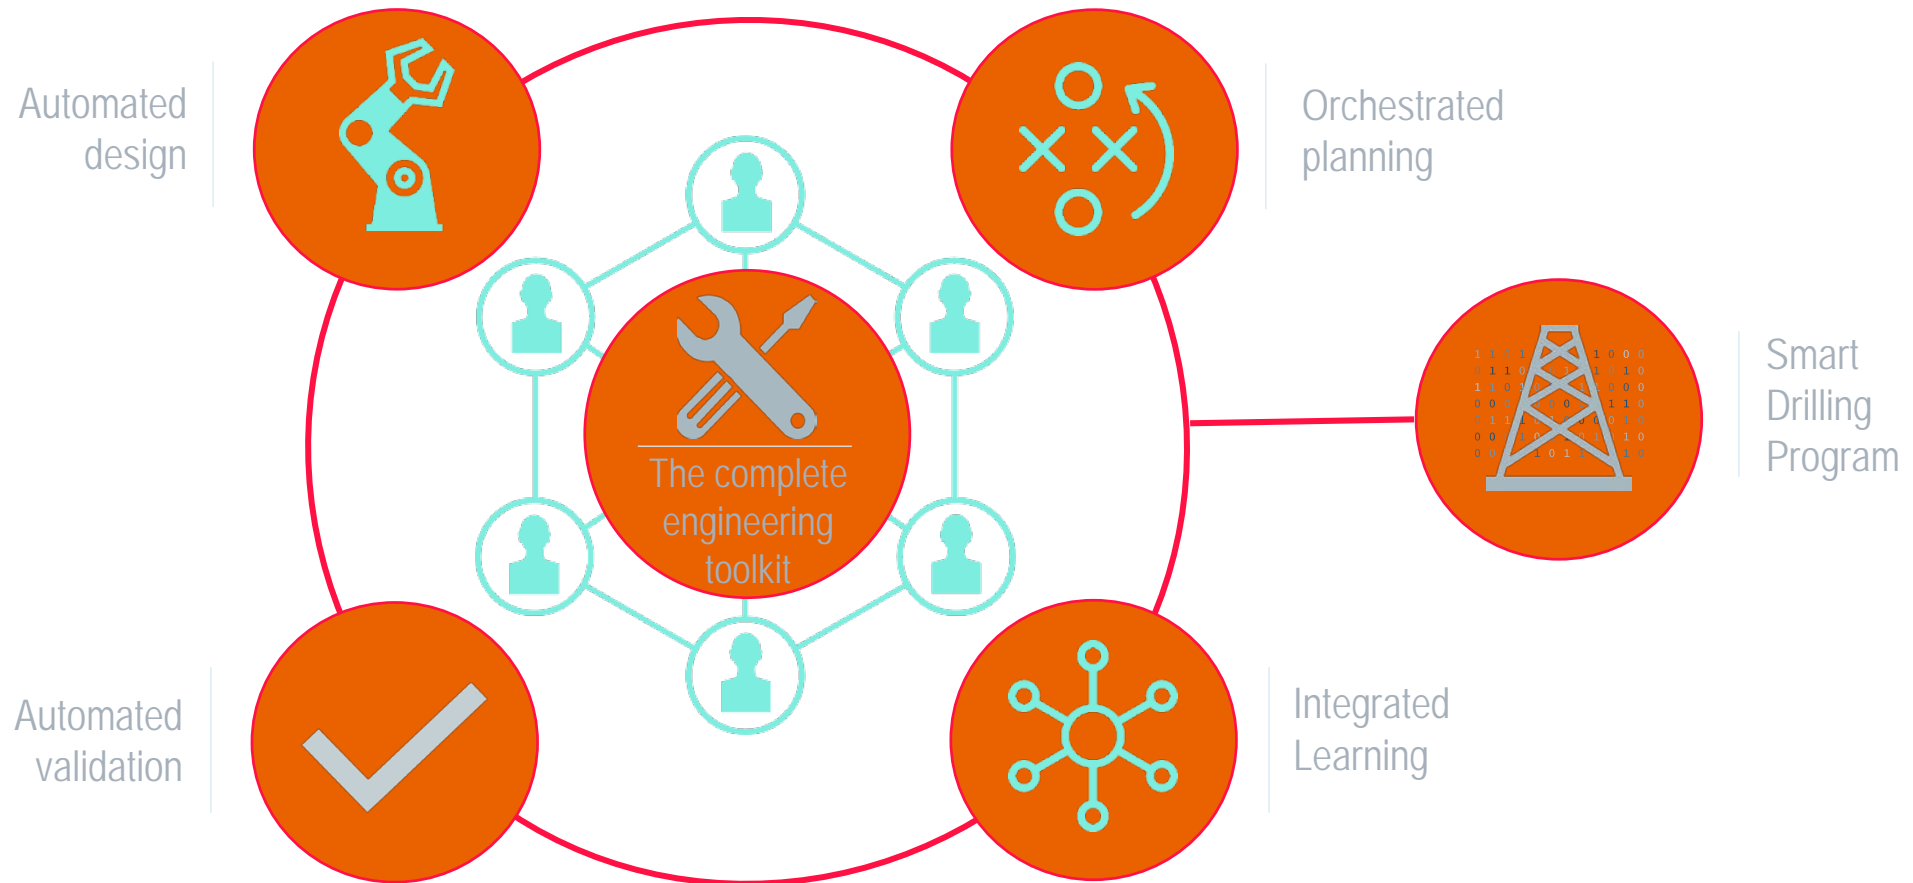 Automated
design
Orchestrated
planning
The complete
engineering
toolkit
Smart
Drilling
Program
Automated
validation
Integrated
Learning